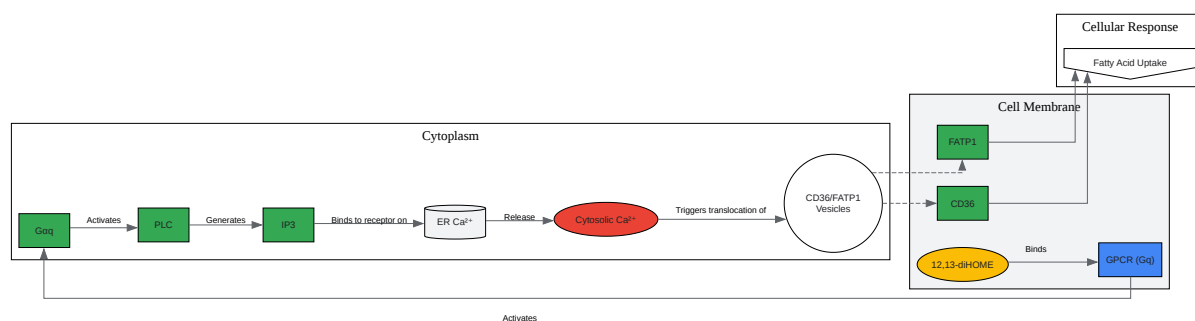 Cellular Response
Fatty Acid Uptake
Cell Membrane
Cytoplasm
FATP1
CD36/FATP1
Vesicles
CD36
Gαq
Activates
PLC
Generates
IP3
Binds to receptor on
ER Ca²⁺
Release
Cytosolic Ca²⁺
Triggers translocation of
12,13-diHOME
Binds
GPCR (Gq)
Activates